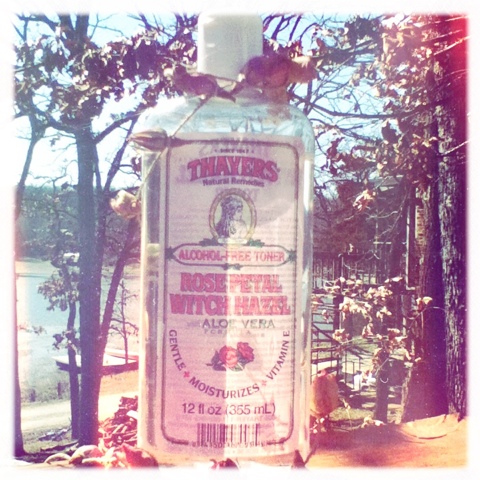 THAYERS
Natural Remedies
ALCOHOL-FREE TONER
ROSE PETAL
WITCH HAZEL
ALOE VERA
GENTLE • MOISTURIZES • VITAMIN E
12 fl oz (355 mL)